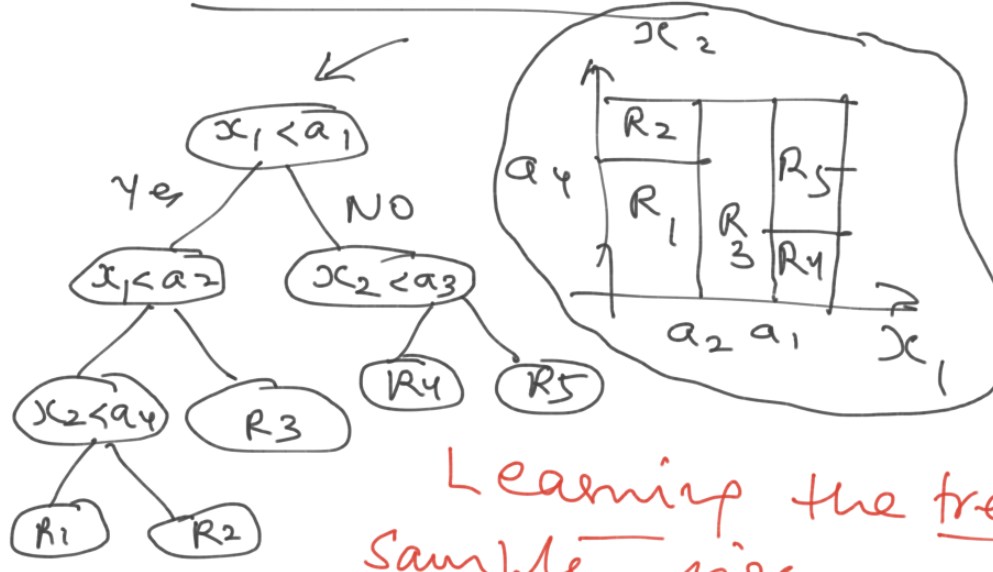 x₁ < a₁
Yes
NO
x₁ < a₂
x₂ < a₃
x₂ < a₄
R3
R4
R5
R1
R2
x₂
a₄
R2
R1
R3
R5
R4
a₂ a₁
x₁
Learning the